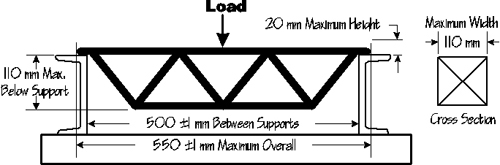 Load
20 mm Maximum Height
Maximum Width
110 mm
110 mm Max.
Below Support
500 ±1 mm Between Supports
550 ±1 mm Maximum Overall
Cross Section